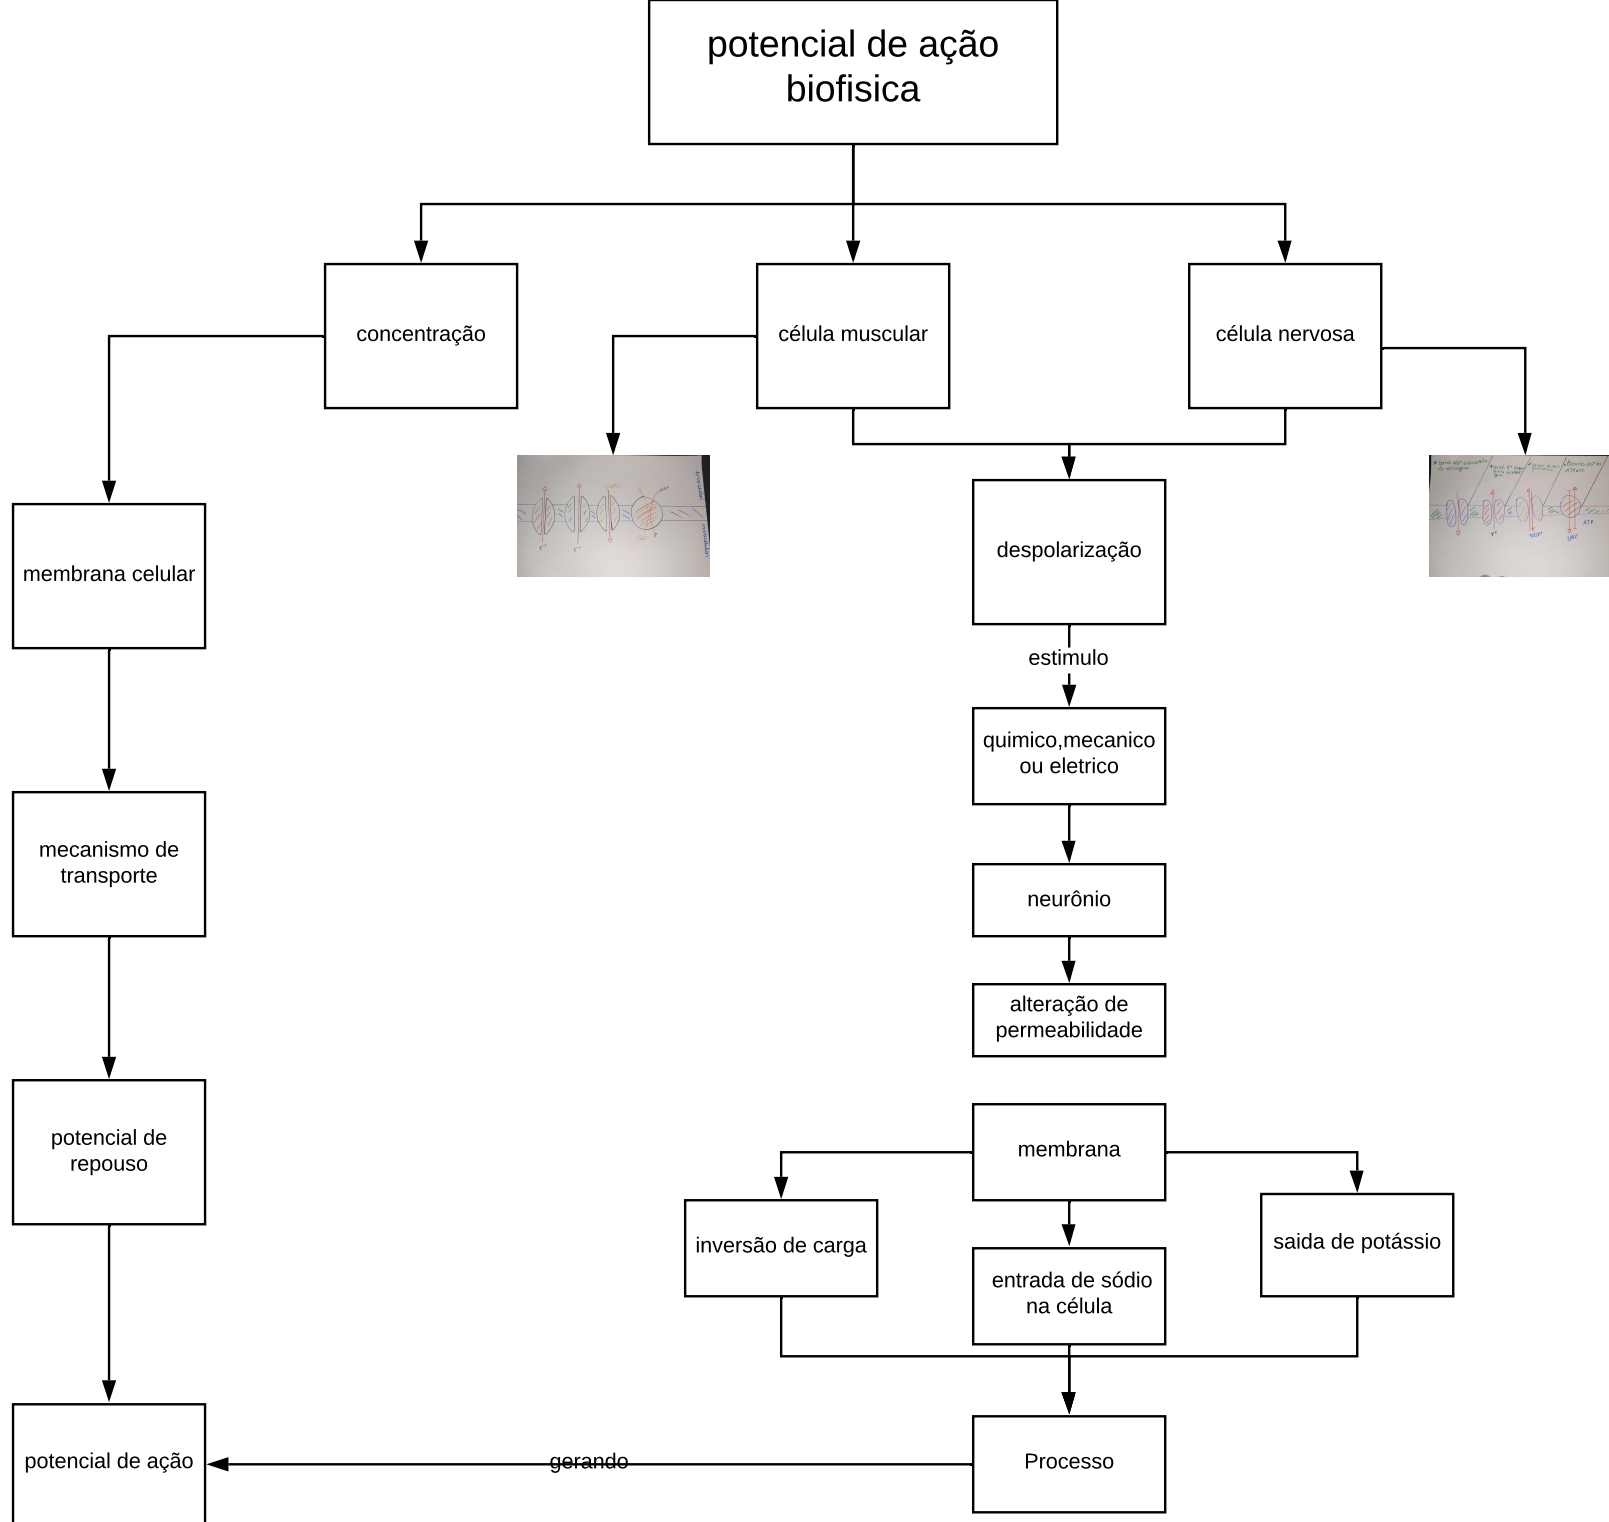 potencial de ação
biofisica
concentração
célula muscular
célula nervosa
membrana celular
despolarização
estimulo
quimico,mecanico
ou eletrico
mecanismo de
transporte
neurônio
alteração de
permeabilidade
potencial de
repouso
membrana
inversão de carga
entrada de sódio
na célula
saida de potássio
potencial de ação
gerando
Processo
K+
K+
K+
ATP